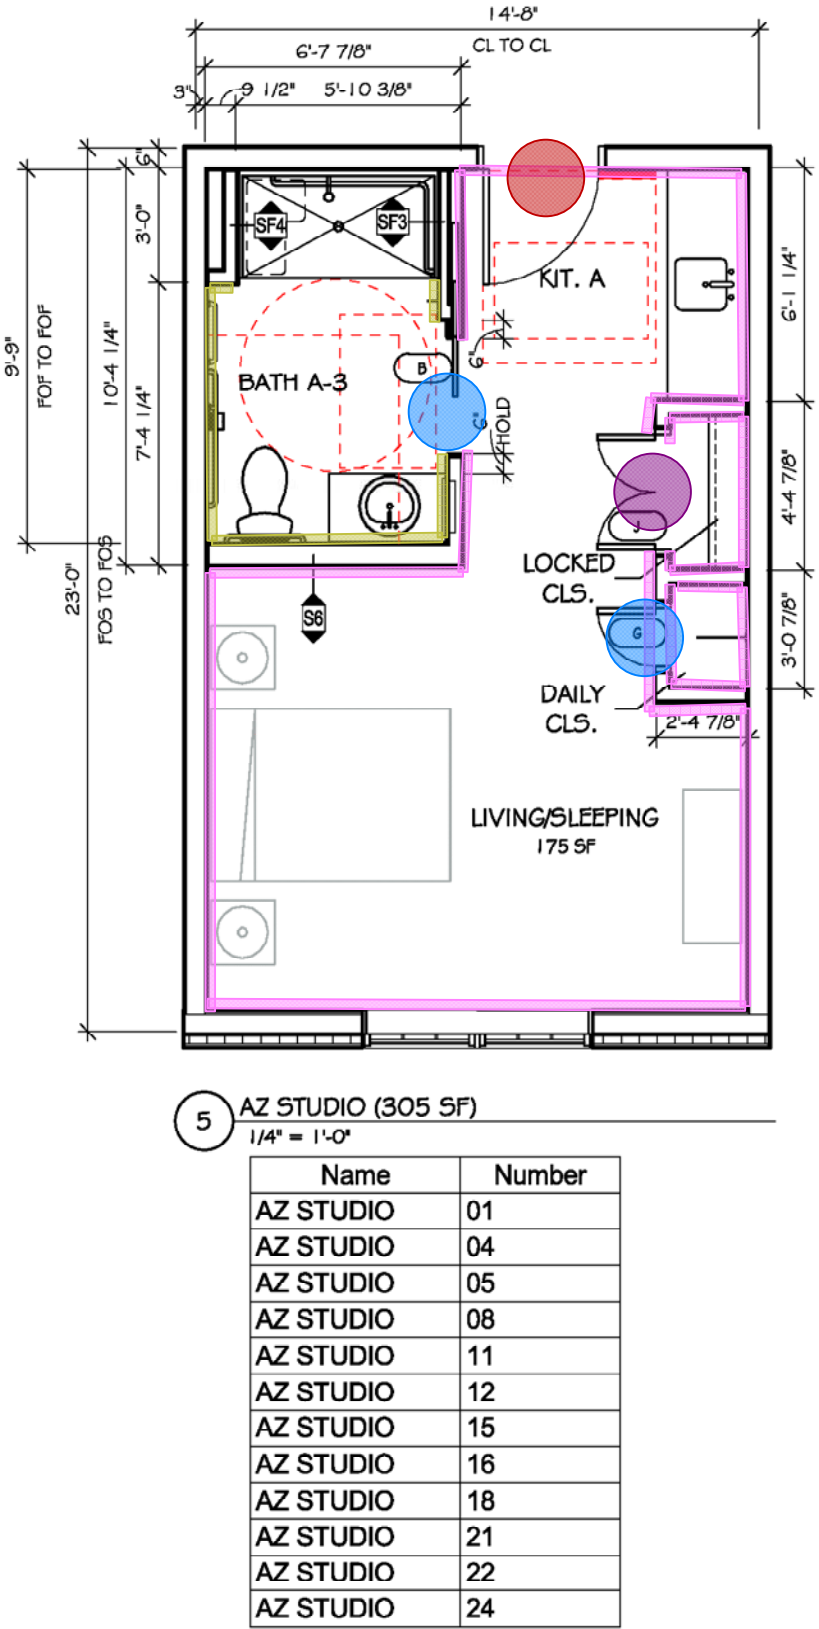 14'-8"
CL TO CL
6'-7 7/8"
3"
9 1/2"
5'-10 3/8"
6"
3'-0"
SF4
SF3
KIT. A
6'-1 1/4"
9'-9"
FOF TO FOF
10'-4 1/4"
7'-4 1/4"
6"
BATH A-3
B
6"
HOLD
4'-4 7/8"
J
LOCKED
CLS.
23'-0"
FOS TO FOS
S6
G
3'-0 7/8"
DAILY
CLS.
2'-4 7/8"
LIVING/SLEEPING
175 SF
5
AZ STUDIO (305 SF)
1/4" = 1'-0"
Name Number
AZ STUDIO 01
AZ STUDIO 04
AZ STUDIO 05
AZ STUDIO 08
AZ STUDIO 11
AZ STUDIO 12
AZ STUDIO 15
AZ STUDIO 16
AZ STUDIO 18
AZ STUDIO 21
AZ STUDIO 22
AZ STUDIO 24